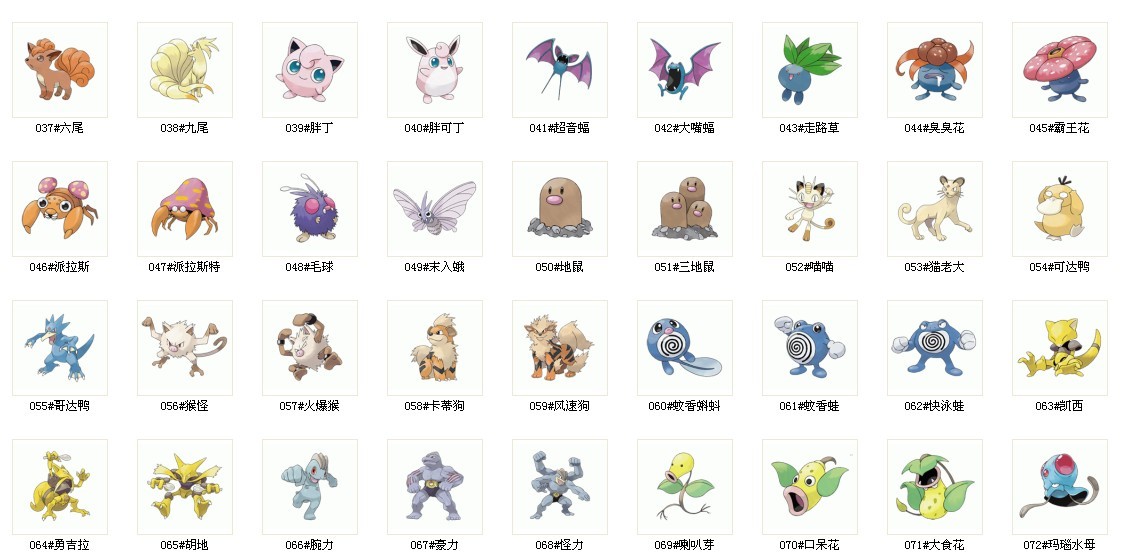 037#六尾
038#九尾
039#胖丁
040#胖可丁
041#超音蝠
042#大嘴蝠
043#走路草
044#臭臭花
045#霸王花
046#派拉斯
047#派拉斯特
048#毛球
049#末入蛾
050#地鼠
051#三地鼠
052#喵喵
053#猫老大
054#可达鸭
055#哥达鸭
056#猴怪
057#火爆猴
058#卡蒂狗
059#风速狗
060#蚊香蝌蚪
061#蚊香蛙
062#快泳蛙
063#凯西
064#勇吉拉
065#胡地
066#腕力
067#豪力
068#怪力
069#喇叭芽
070#口呆花
071#大食花
072#玛瑙水母